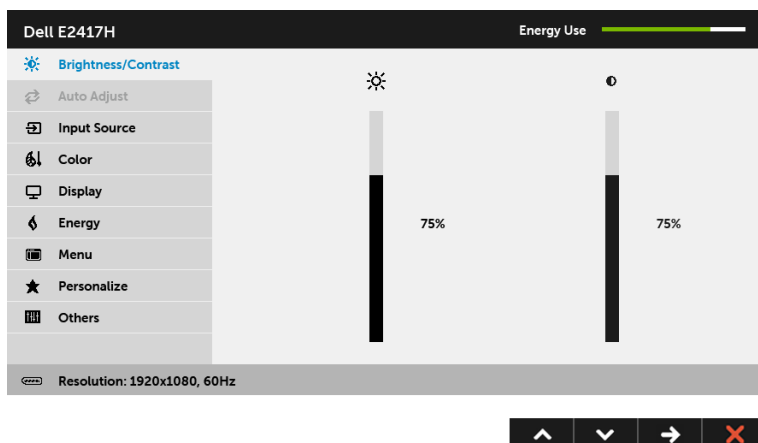 Dell E2417H
Energy Use
Brightness/Contrast
Auto Adjust
Input Source
Color
Display
Energy
75%
75%
Menu
Personalize
Others
Resolution: 1920x1080, 60Hz